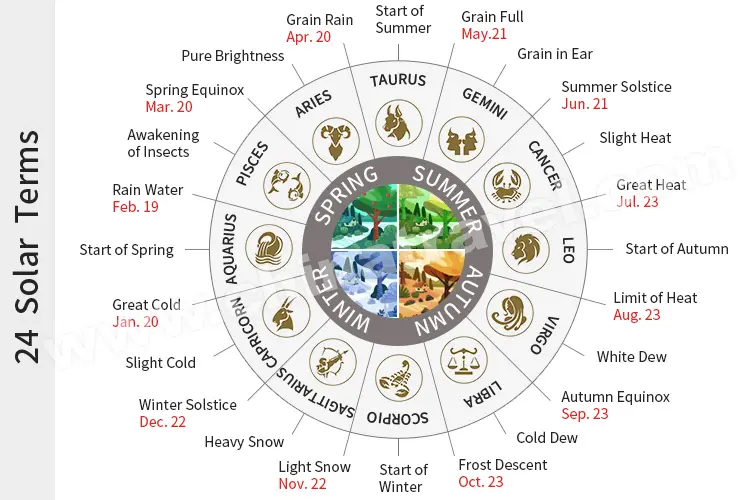 24 Solar Terms
Grain Rain
Apr. 20
Start of
Summer
Grain Full
May.21
Grain in Ear
Summer Solstice
Jun. 21
Slight Heat
Great Heat
Jul. 23
Start of Autumn
Limit of Heat
Aug. 23
White Dew
Autumn Equinox
Sep. 23
Cold Dew
Frost Descent
Oct. 23
Start of
Winter
Light Snow
Nov. 22
Heavy Snow
Winter Solstice
Dec. 22
Slight Cold
Great Cold
Jan. 20
Start of Spring
Rain Water
Feb. 19
Awakening
of Insects
Spring Equinox
Mar. 20
Pure Brightness
TAURUS
GEMINI
CANCER
LEO
VIRGO
LIBRA
SCORPIO
SAGITTARIUS
CAPRICORN
AQUARIUS
PISCES
ARIES
SPRING
SUMMER
AUTUMN
WINTER